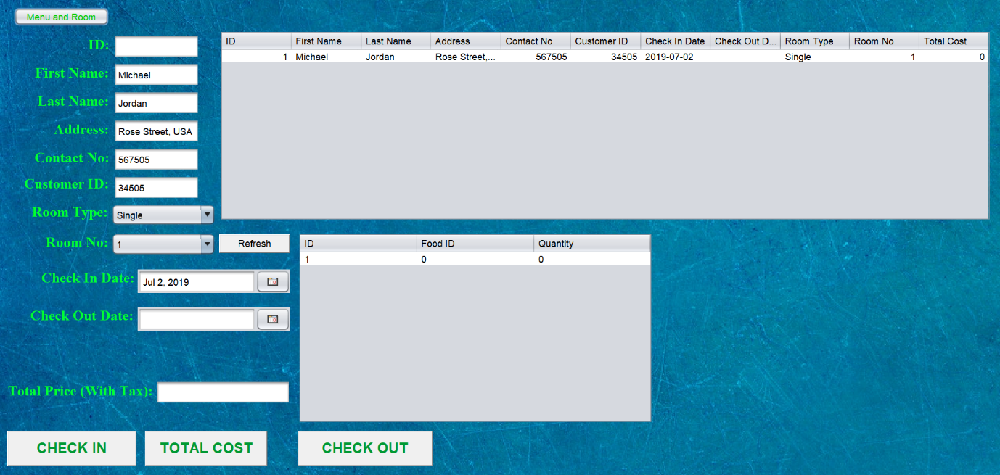 Menu and Room
ID:
First Name: Michael
Last Name: Jordan
Address: Rose Street, USA
Contact No: 567505
Customer ID: 34505
Room Type: Single
Room No: 1 Refresh
Check In Date: Jul 2, 2019
Check Out Date:
Total Price (With Tax):
ID First Name Last Name Address Contact No Customer ID Check In Date Check Out D... Room Type Room No Total Cost
1 Michael Jordan Rose Street,... 567505 34505 2019-07-02 Single 1 0
ID Food ID Quantity
1 0 0
CHECK IN TOTAL COST CHECK OUT